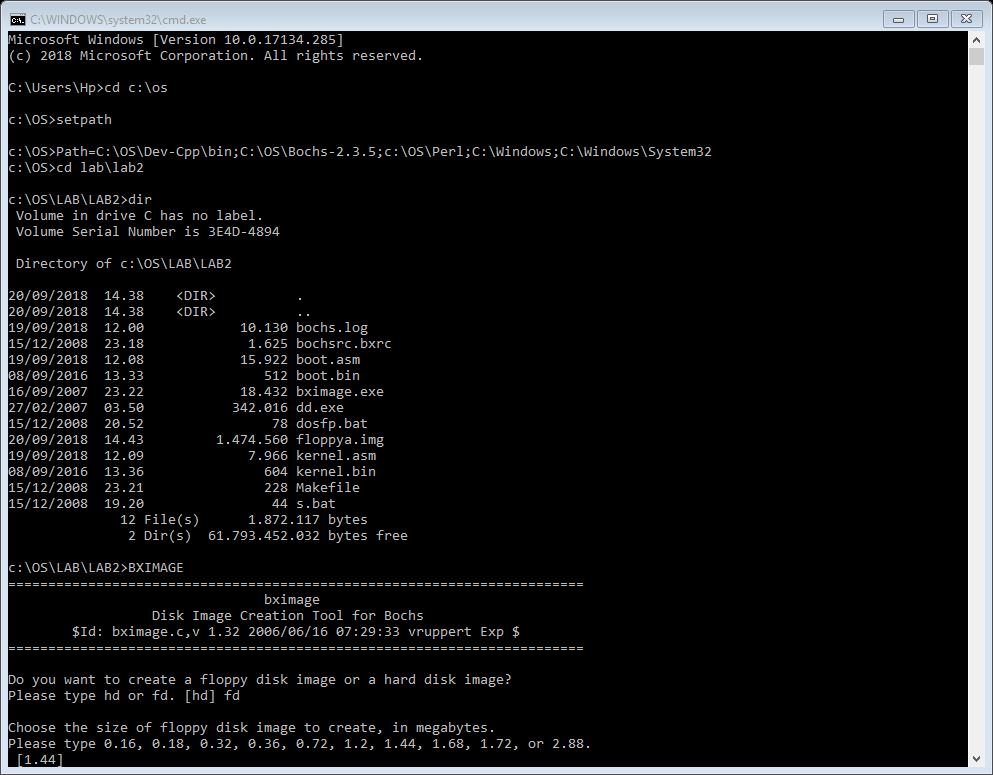 C:\WINDOWS\system32\cmd.exe
Microsoft Windows [Version 10.0.17134.285]
(c) 2018 Microsoft Corporation. All rights reserved.
C:\Users\Hp>cd c:\os
c:\OS>setpath
c:\OS>Path=C:\OS\Dev-Cpp\bin;C:\OS\Bochs-2.3.5;c:\OS\Perl;C:\Windows;C:\Windows\System32
c:\OS>cd lab\lab2
c:\OS\LAB\LAB2>dir
 Volume in drive C has no label.
 Volume Serial Number is 3E4D-4894
 Directory of c:\OS\LAB\LAB2
20/09/2018  14.38    <DIR>          .
20/09/2018  14.38    <DIR>          ..
19/09/2018  12.00            10.130 bochs.log
15/12/2008  23.18             1.625 bochsrc.bxrc
19/09/2018  12.08            15.922 boot.asm
08/09/2016  13.33               512 boot.bin
16/09/2007  23.22            18.432 bximage.exe
27/02/2007  03.50           342.016 dd.exe
15/12/2008  20.52                78 dosfp.bat
20/09/2018  14.43         1.474.560 floppya.img
19/09/2018  12.09             7.966 kernel.asm
08/09/2016  13.36               604 kernel.bin
15/12/2008  23.21               228 Makefile
15/12/2008  19.20                44 s.bat
              12 File(s)      1.872.117 bytes
               2 Dir(s)  61.793.452.032 bytes free
c:\OS\LAB\LAB2>BXIMAGE
========================================================================
                                bximage
                  Disk Image Creation Tool for Bochs
        $Id: bximage.c,v 1.32 2006/06/16 07:29:33 vruppert Exp $
========================================================================
Do you want to create a floppy disk image or a hard disk image?
Please type hd or fd. [hd] fd
Choose the size of floppy disk image to create, in megabytes.
Please type 0.16, 0.18, 0.32, 0.36, 0.72, 1.2, 1.44, 1.68, 1.72, or 2.88.
 [1.44]